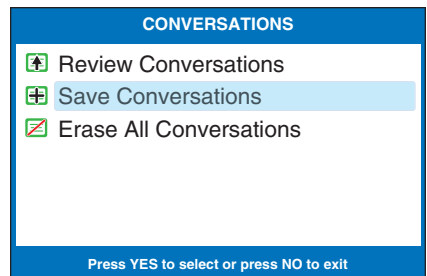 CONVERSATIONS
Review Conversations
Save Conversations
Erase All Conversations
Press YES to select or press NO to exit